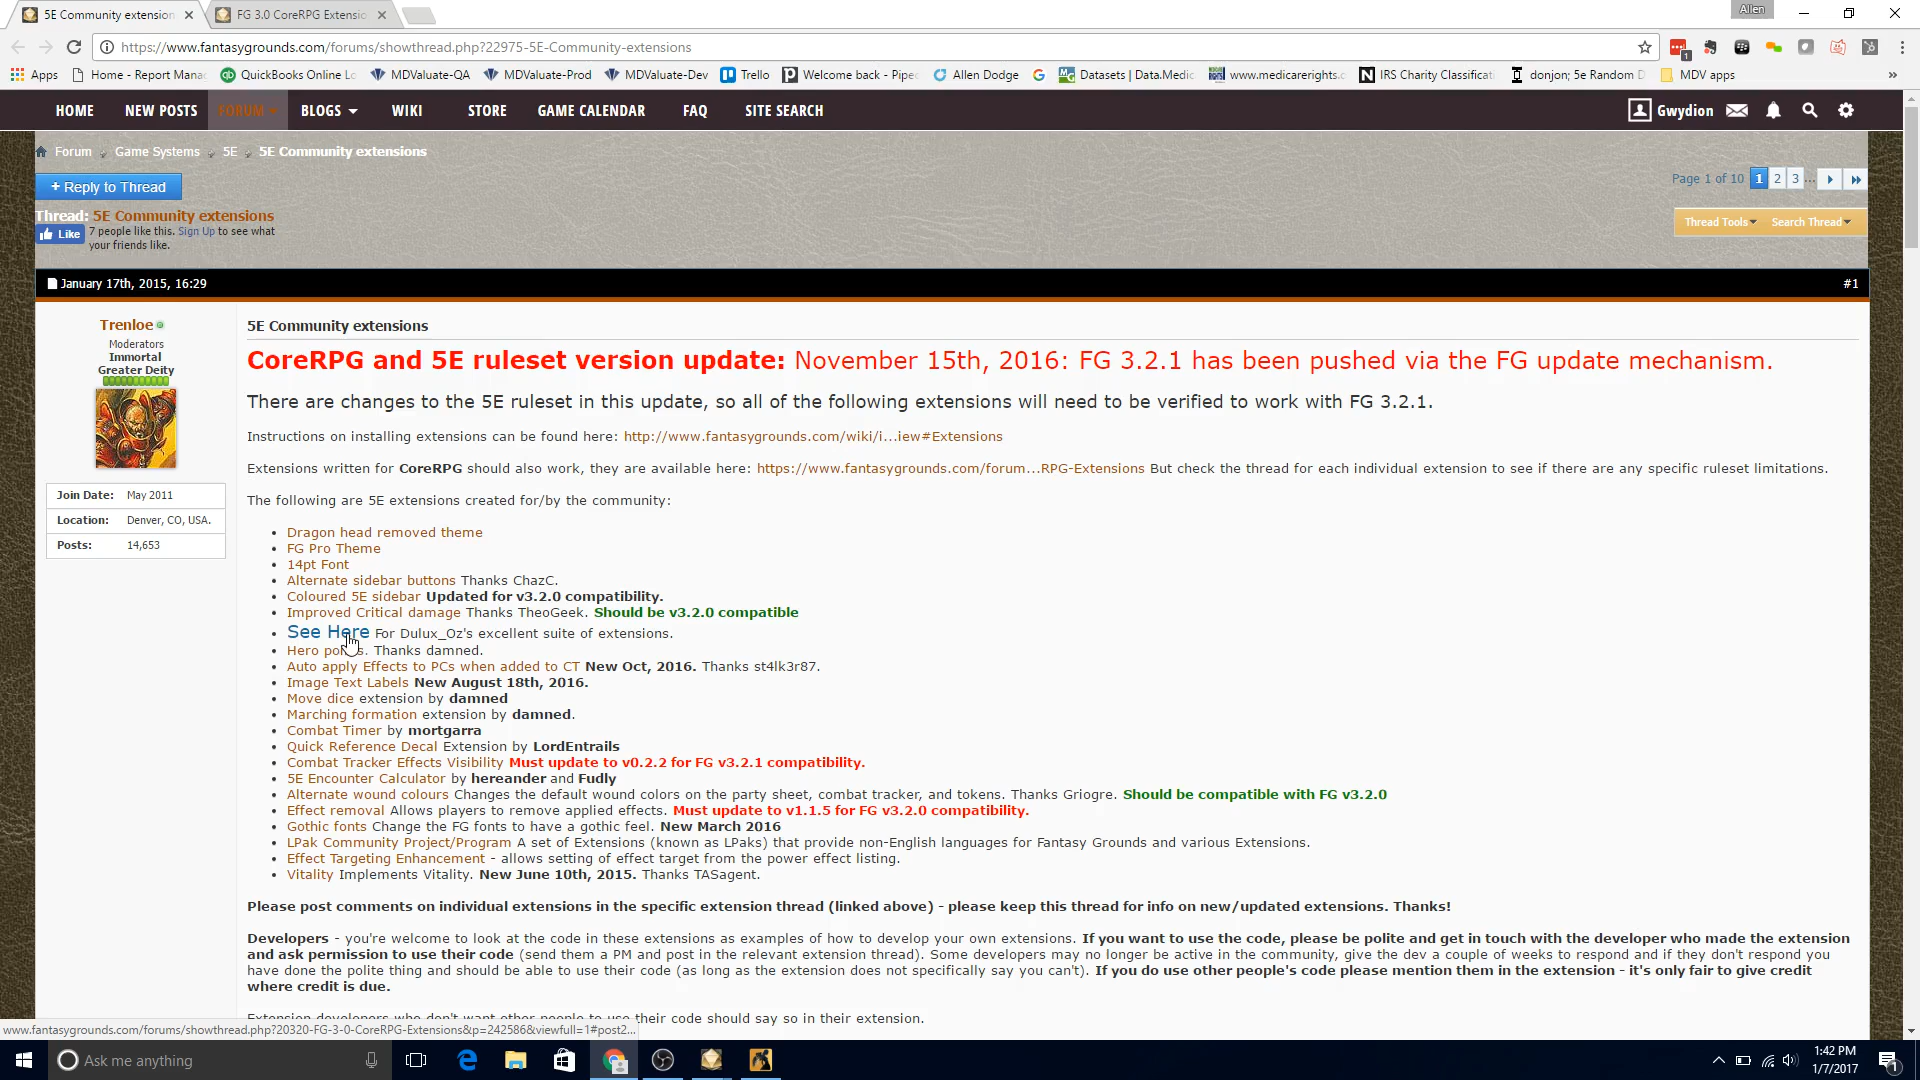 5E Community extension
FG 3.0 CoreRPG Extensio
Allen
https://www.fantasygrounds.com/forums/showthread.php?22975-5E-Community-extensions
1
Apps
Home - Report Mana
QuickBooks Online Lo
MDValuate-QA
MDValuate-Prod
MDValuate-Dev
Trello
Welcome back - Pipe
Allen Dodge
Datasets | Data.Medic
www.medicarerights.
IRS Charity Classificat
donjon; 5e Random D
MDV apps
HOME
NEW POSTS
FORUM
BLOGS
WIKI
STORE
GAME CALENDAR
FAQ
SITE SEARCH
Gwydion
Forum
Game Systems
5E
5E Community extensions
+ Reply to Thread
Page 1 of 10 1 2 3 ...
Thread: 5E Community extensions
Like
7 people like this. Sign Up to see what
your friends like.
Thread Tools
Search Thread
January 17th, 2015, 16:29
#1
Trenloe
Moderators
Immortal
Greater Deity
Join Date: May 2011
Location: Denver, CO, USA.
Posts: 14,653
5E Community extensions
CoreRPG and 5E ruleset version update: November 15th, 2016: FG 3.2.1 has been pushed via the FG update mechanism.
There are changes to the 5E ruleset in this update, so all of the following extensions will need to be verified to work with FG 3.2.1.
Instructions on installing extensions can be found here: http://www.fantasygrounds.com/wiki/i...iew#Extensions
Extensions written for CoreRPG should also work, they are available here: https://www.fantasygrounds.com/forum...RPG-Extensions But check the thread for each individual extension to see if there are any specific ruleset limitations.
The following are 5E extensions created for/by the community:
• Dragon head removed theme
• FG Pro Theme
• 14pt Font
• Alternate sidebar buttons Thanks ChazC.
• Coloured 5E sidebar Updated for v3.2.0 compatibility.
• Improved Critical damage Thanks TheoGeek. Should be v3.2.0 compatible
• See Here For Dulux_Oz's excellent suite of extensions.
• Hero points. Thanks damned.
• Auto apply Effects to PCs when added to CT New Oct, 2016. Thanks st4lk3r87.
• Image Text Labels New August 18th, 2016.
• Move dice extension by damned
• Marching formation extension by damned.
• Combat Timer by mortgarra
• Quick Reference Decal Extension by LordEntrails
• Combat Tracker Effects Visibility Must update to v0.2.2 for FG v3.2.1 compatibility.
• 5E Encounter Calculator by hereander and Fudly
• Alternate wound colours Changes the default wound colors on the party sheet, combat tracker, and tokens. Thanks Griogre. Should be compatible with FG v3.2.0
• Effect removal Allows players to remove applied effects. Must update to v1.1.5 for FG v3.2.0 compatibility.
• Gothic fonts Change the FG fonts to have a gothic feel. New March 2016
• LPak Community Project/Program A set of Extensions (known as LPaks) that provide non-English languages for Fantasy Grounds and various Extensions.
• Effect Targeting Enhancement - allows setting of effect target from the power effect listing.
• Vitality Implements Vitality. New June 10th, 2015. Thanks TASagent.
Please post comments on individual extensions in the specific extension thread (linked above) - please keep this thread for info on new/updated extensions. Thanks!
Developers - you're welcome to look at the code in these extensions as examples of how to develop your own extensions. If you want to use the code, please be polite and get in touch with the developer who made the extension
and ask permission to use their code (send them a PM and post in the relevant extension thread). Some developers may no longer be active in the community, give the dev a couple of weeks to respond and if they don't respond you
have done the polite thing and should be able to use their code (as long as the extension does not specifically say you can't). If you do use other people's code please mention them in the extension - it's only fair to give credit
where credit is due.
Extension developers who don't want other people to use their code should say so in their extension.
www.fantasygrounds.com/forums/showthread.php?20320-FG-3-0-CoreRPG-Extensions&p=242586&viewfull=1#post2...
Ask me anything
1:42 PM
1/7/2017
1